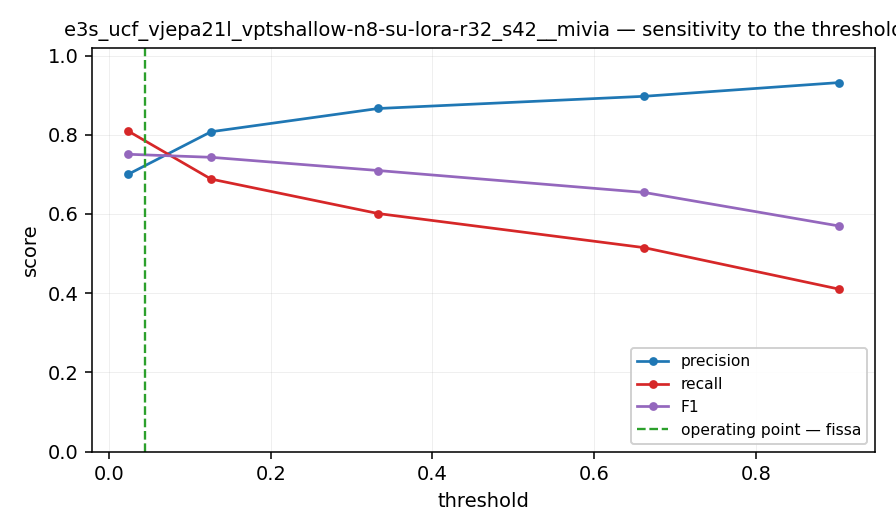 e3s_ucf_vjepa21l_vptshallow-n8-su-lora-r32_s42__mivia — sensitivity to the threshold
1.0
0.8
0.6
0.4
0.2
0.0
score
0.0 0.2 0.4 0.6 0.8
threshold
precision
recall
F1
operating point — fissa